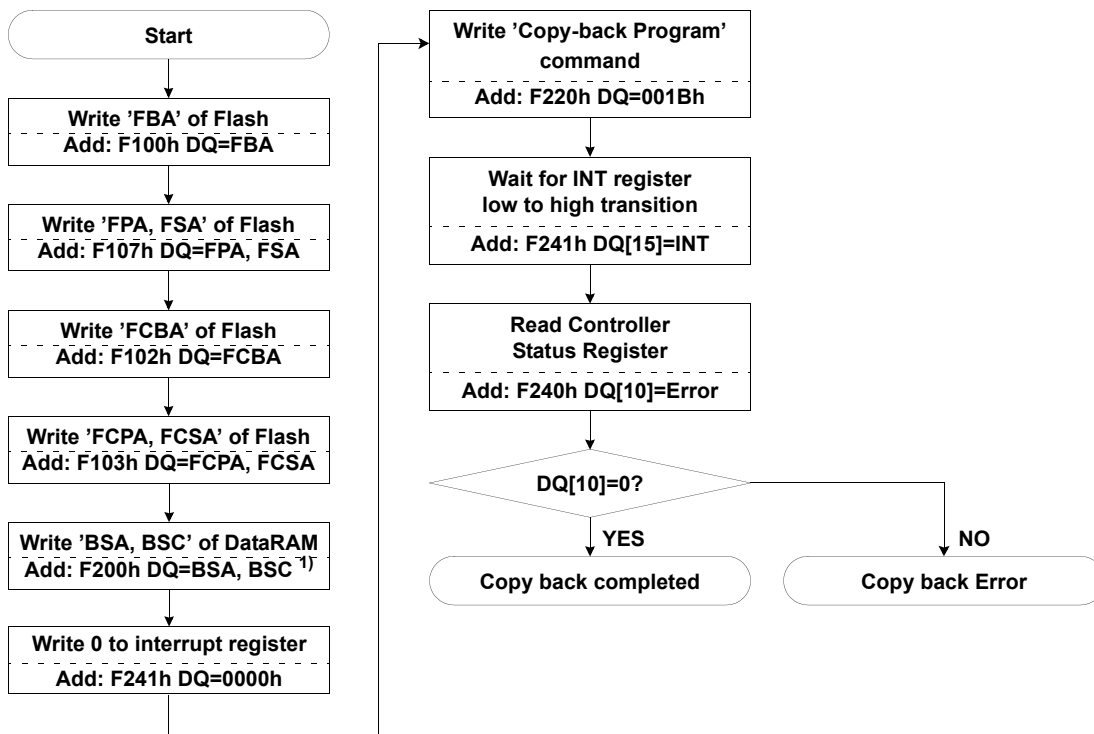 Start
Write ’FBA’ of Flash
Add: F100h DQ=FBA
Write ’FPA, FSA’ of Flash
Add: F107h DQ=FPA, FSA
Write ’FCBA’ of Flash
Add: F102h DQ=FCBA
Write ’FCPA, FCSA’ of Flash
Add: F103h DQ=FCPA, FCSA
Write ’BSA, BSC’ of DataRAM
Add: F200h DQ=BSA, BSC 1)
Write 0 to interrupt register
Add: F241h DQ=0000h
Write ’Copy-back Program’
command
Add: F220h DQ=001Bh
Wait for INT register
low to high transition
Add: F241h DQ[15]=INT
Read Controller
Status Register
Add: F240h DQ[10]=Error
DQ[10]=0?
YES
NO
Copy back completed
Copy back Error